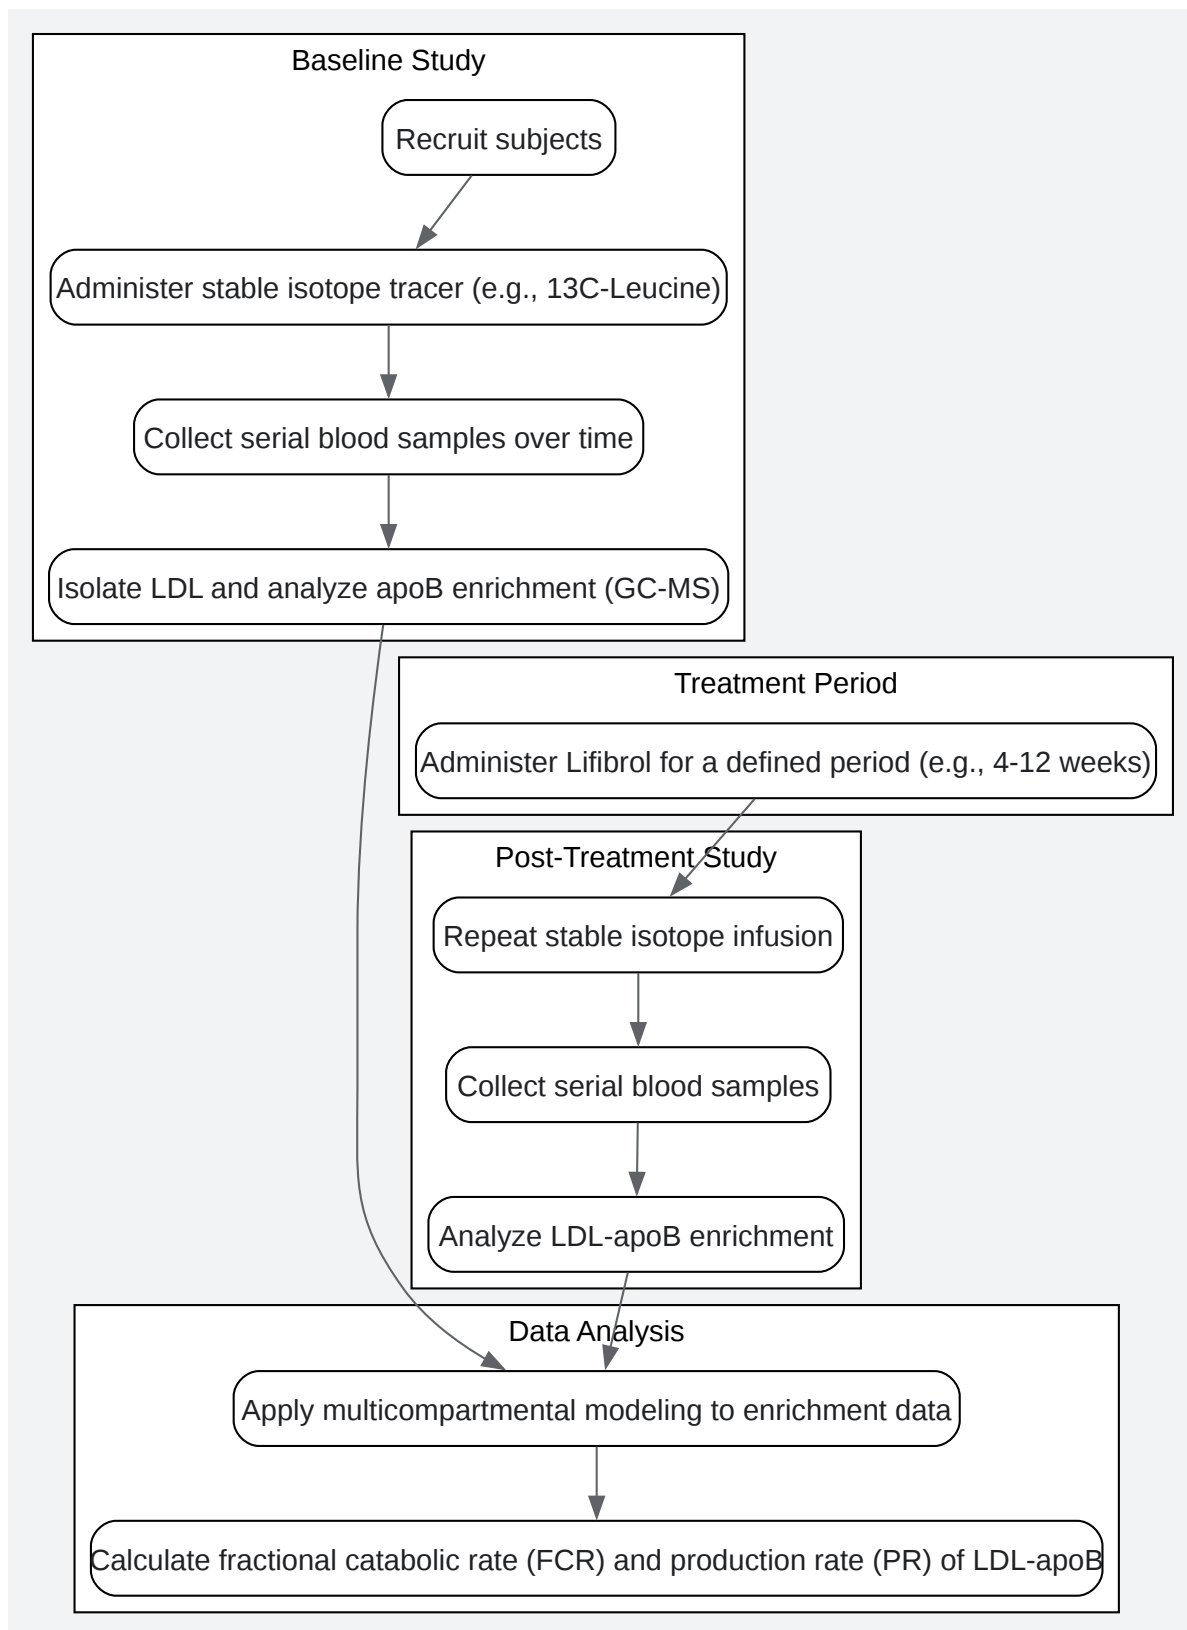 Baseline Study
Recruit subjects
Administer stable isotope tracer (e.g., 13C-Leucine)
Collect serial blood samples over time
Isolate LDL and analyze apoB enrichment (GC-MS)
Treatment Period
Administer Lifibrol for a defined period (e.g., 4-12 weeks)
Post-Treatment Study
Repeat stable isotope infusion
Collect serial blood samples
Analyze LDL-apoB enrichment
Data Analysis
Apply multicompartmental modeling to enrichment data
Calculate fractional catabolic rate (FCR) and production rate (PR) of LDL-apoB